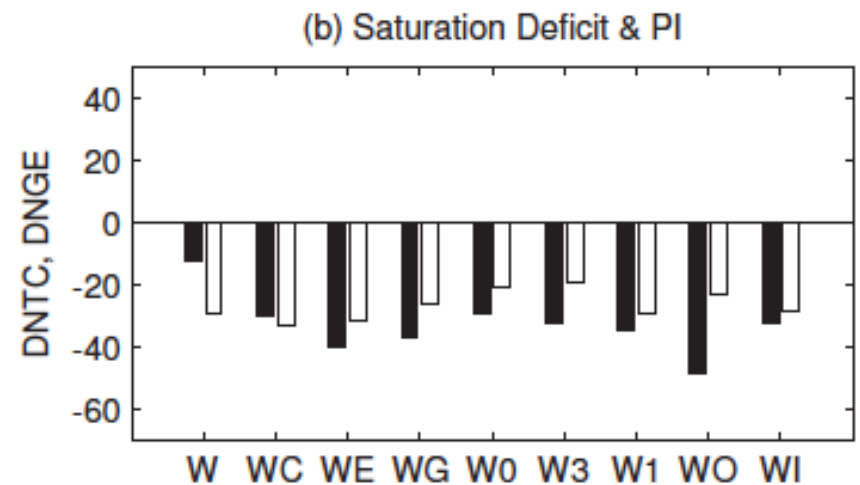 (b) Saturation Deficit & PI
DNTC, DNGE
40
20
0
-20
-40
-60
W WC WE WG W0 W3 W1 WO WI